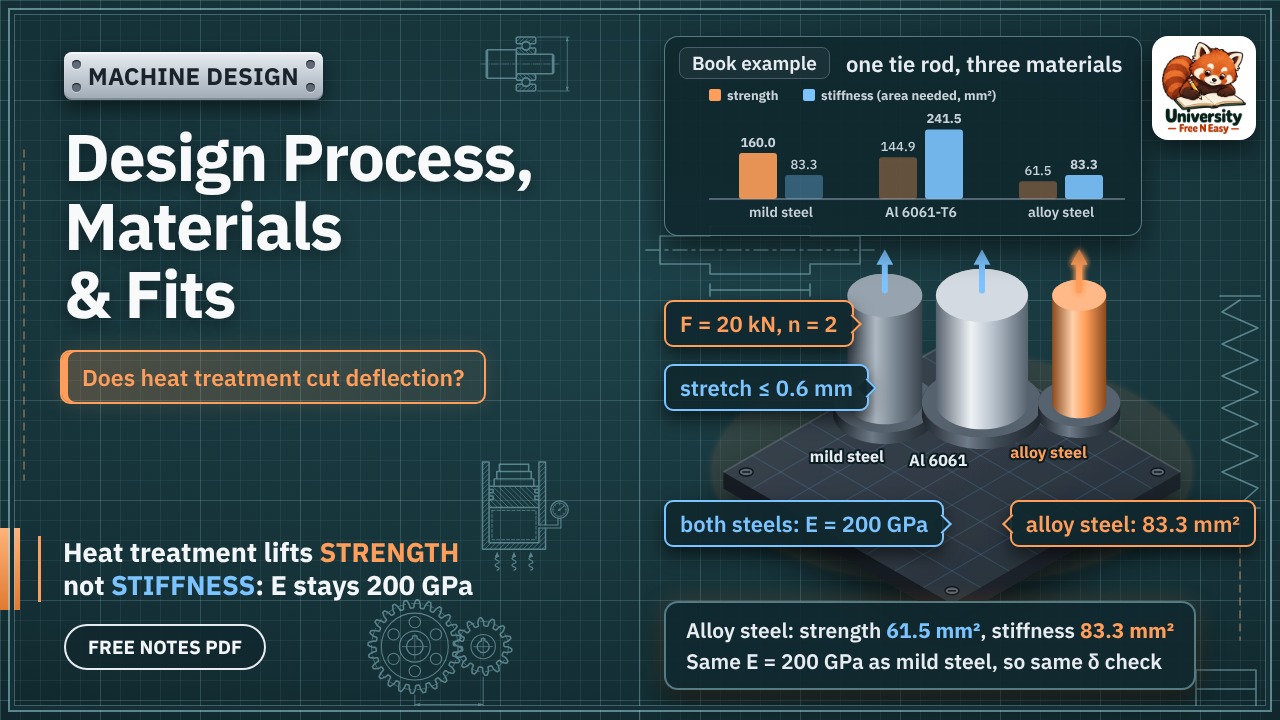 MACHINE DESIGN
Design Process,
Materials
& Fits
Does heat treatment cut deflection?
Heat treatment lifts STRENGTH
not STIFFNESS: E stays 200 GPa
FREE NOTES PDF
Book example
one tie rod, three materials
strength
stiffness (area needed, mm²)
160.0
83.3
144.9
241.5
61.5
83.3
mild steel
Al 6061-T6
alloy steel
University
Free N Easy
F = 20 kN, n = 2
stretch ≤ 0.6 mm
mild steel
Al 6061
alloy steel
both steels: E = 200 GPa
alloy steel: 83.3 mm²
Alloy steel: strength 61.5 mm², stiffness 83.3 mm²
Same E = 200 GPa as mild steel, so same δ check